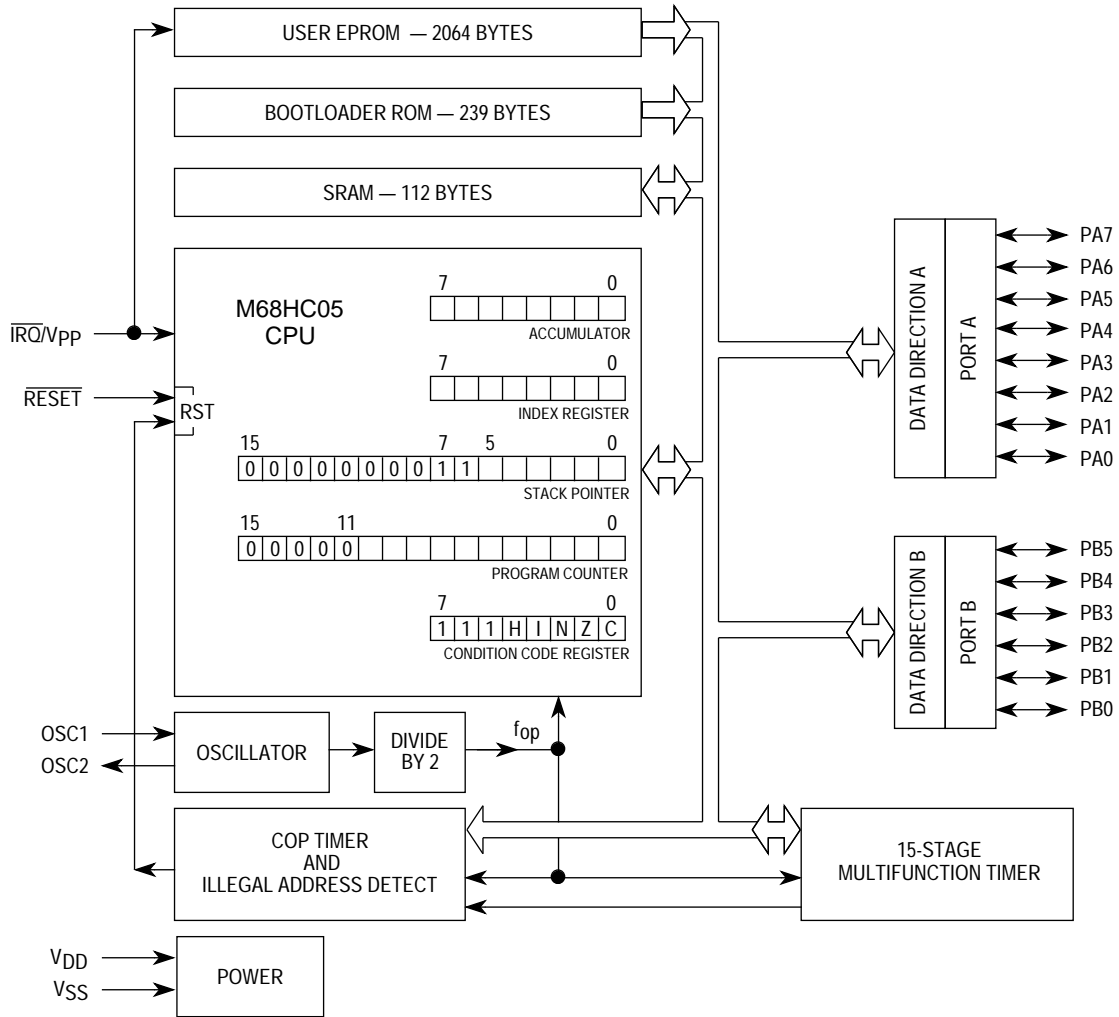 USER EPROM — 2064 BYTES
BOOTLOADER ROM — 239 BYTES
SRAM — 112 BYTES
M68HC05
CPU
7 0
ACCUMULATOR
7 0
INDEX REGISTER
15 7 5 0
0 0 0 0 0 0 0 0 1 1
STACK POINTER
15 11 0
0 0 0 0 0
PROGRAM COUNTER
7 0
1 1 1 H I N Z C
CONDITION CODE REGISTER
IRQ/VPP
RESET
RST
OSC1
OSC2
OSCILLATOR
DIVIDE
BY 2
fop
COP TIMER
AND
ILLEGAL ADDRESS DETECT
15-STAGE
MULTIFUNCTION TIMER
VDD
VSS
POWER
DATA DIRECTION A
PORT A
PA7
PA6
PA5
PA4
PA3
PA2
PA1
PA0
DATA DIRECTION B
PORT B
PB5
PB4
PB3
PB2
PB1
PB0